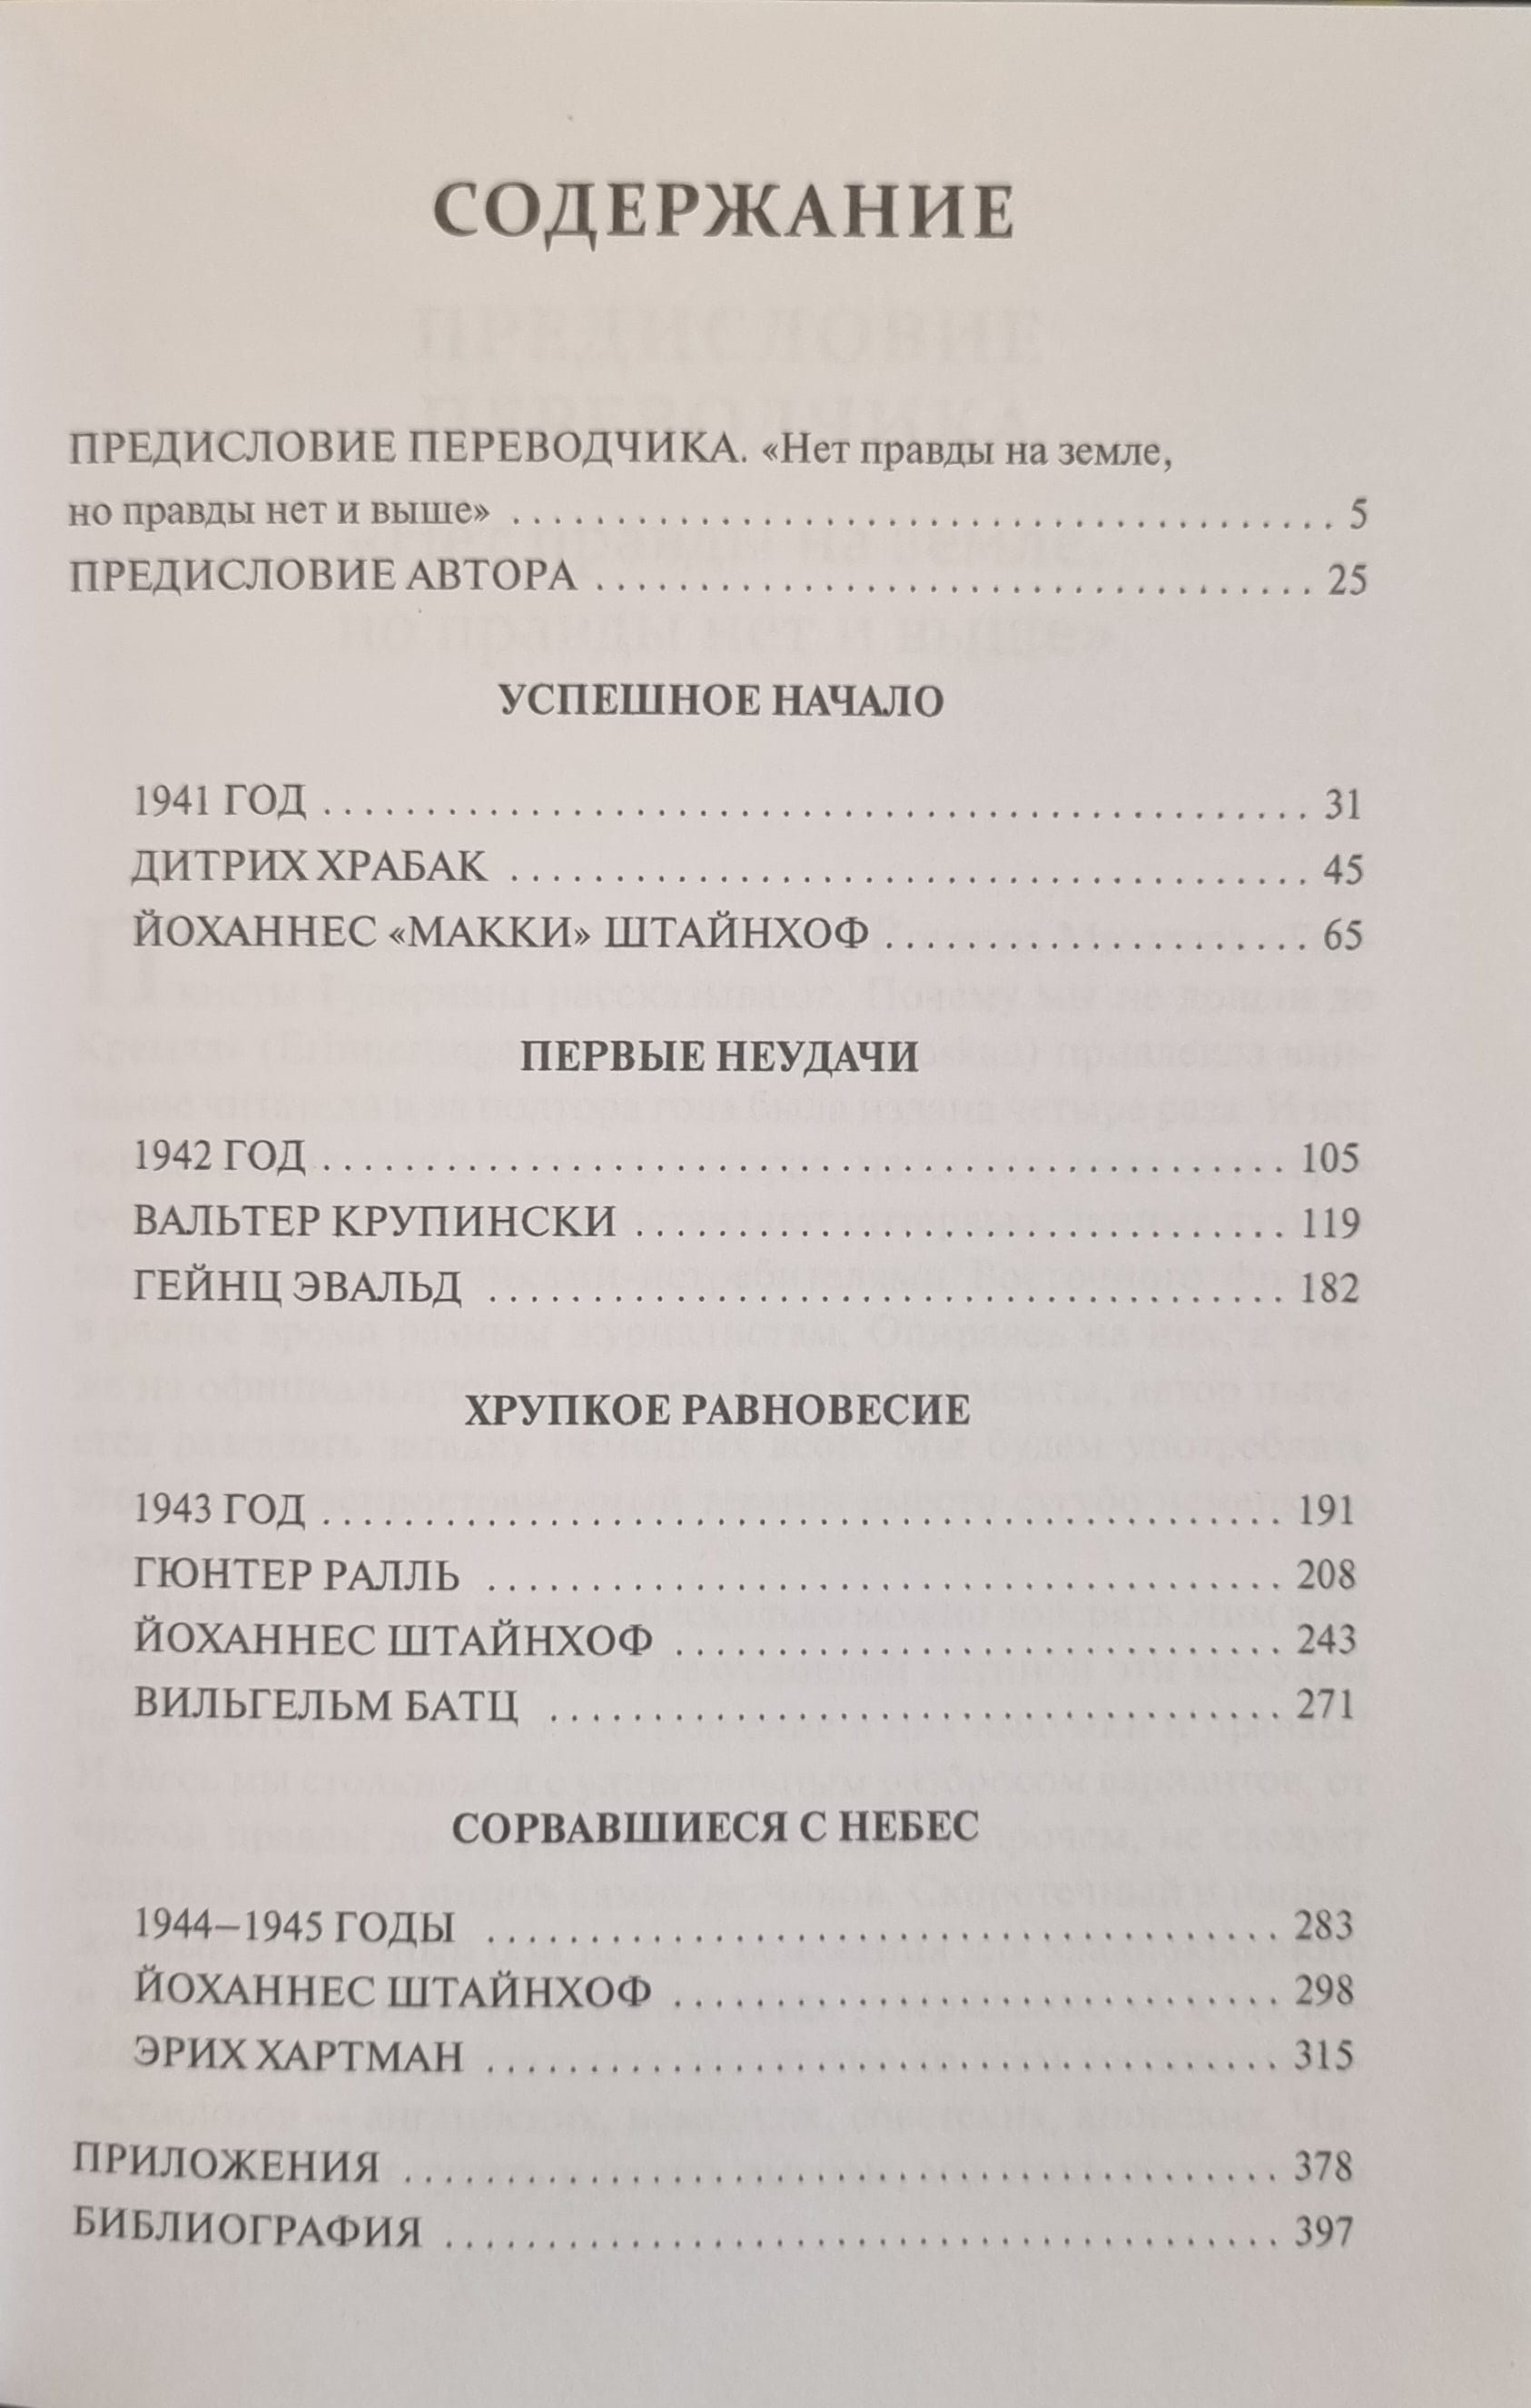 СОДЕРЖАНИЕ
ПРЕДИСЛОВИЕ ПЕРЕВОДЧИКА. «Нет правды на земле,
но правды нет и выше» . . . . . . . . . . . . . . . . . . . . . . . . . . . . . . . . . . . . . . . . 5
ПРЕДИСЛОВИЕ АВТОРА . . . . . . . . . . . . . . . . . . . . . . . . . . . . . . . . . . . 25
УСПЕШНОЕ НАЧАЛО
1941 ГОД . . . . . . . . . . . . . . . . . . . . . . . . . . . . . . . . . . . . . . . . . . . . . . . . 31
ДИТРИХ ХРАБАК . . . . . . . . . . . . . . . . . . . . . . . . . . . . . . . . . . . . . . . 45
ЙОХАННЕС «МАККИ» ШТАЙНХОФ . . . . . . . . . . . . . . . . . . . . . 65
ПЕРВЫЕ НЕУДАЧИ
1942 ГОД . . . . . . . . . . . . . . . . . . . . . . . . . . . . . . . . . . . . . . . . . . . . . . . 105
ВАЛЬТЕР КРУПИНСКИ . . . . . . . . . . . . . . . . . . . . . . . . . . . . . . . . 119
ГЕЙНЦ ЭВАЛЬД . . . . . . . . . . . . . . . . . . . . . . . . . . . . . . . . . . . . . . . 182
ХРУПКОЕ РАВНОВЕСИЕ
1943 ГОД . . . . . . . . . . . . . . . . . . . . . . . . . . . . . . . . . . . . . . . . . . . . . . . 191
ГЮНТЕР РАЛЛЬ . . . . . . . . . . . . . . . . . . . . . . . . . . . . . . . . . . . . . . . 208
ЙОХАННЕС ШТАЙНХОФ . . . . . . . . . . . . . . . . . . . . . . . . . . . . . . 243
ВИЛЬГЕЛЬМ БАТЦ . . . . . . . . . . . . . . . . . . . . . . . . . . . . . . . . . . . . 271
СОРВАВШИЕСЯ С НЕБЕС
1944–1945 ГОДЫ . . . . . . . . . . . . . . . . . . . . . . . . . . . . . . . . . . . . . . . 283
ЙОХАННЕС ШТАЙНХОФ . . . . . . . . . . . . . . . . . . . . . . . . . . . . . . 298
ЭРИХ ХАРТМАН . . . . . . . . . . . . . . . . . . . . . . . . . . . . . . . . . . . . . . . 315
ПРИЛОЖЕНИЯ . . . . . . . . . . . . . . . . . . . . . . . . . . . . . . . . . . . . . . . . . . . 378
БИБЛИОГРАФИЯ . . . . . . . . . . . . . . . . . . . . . . . . . . . . . . . . . . . . . . . . . 397